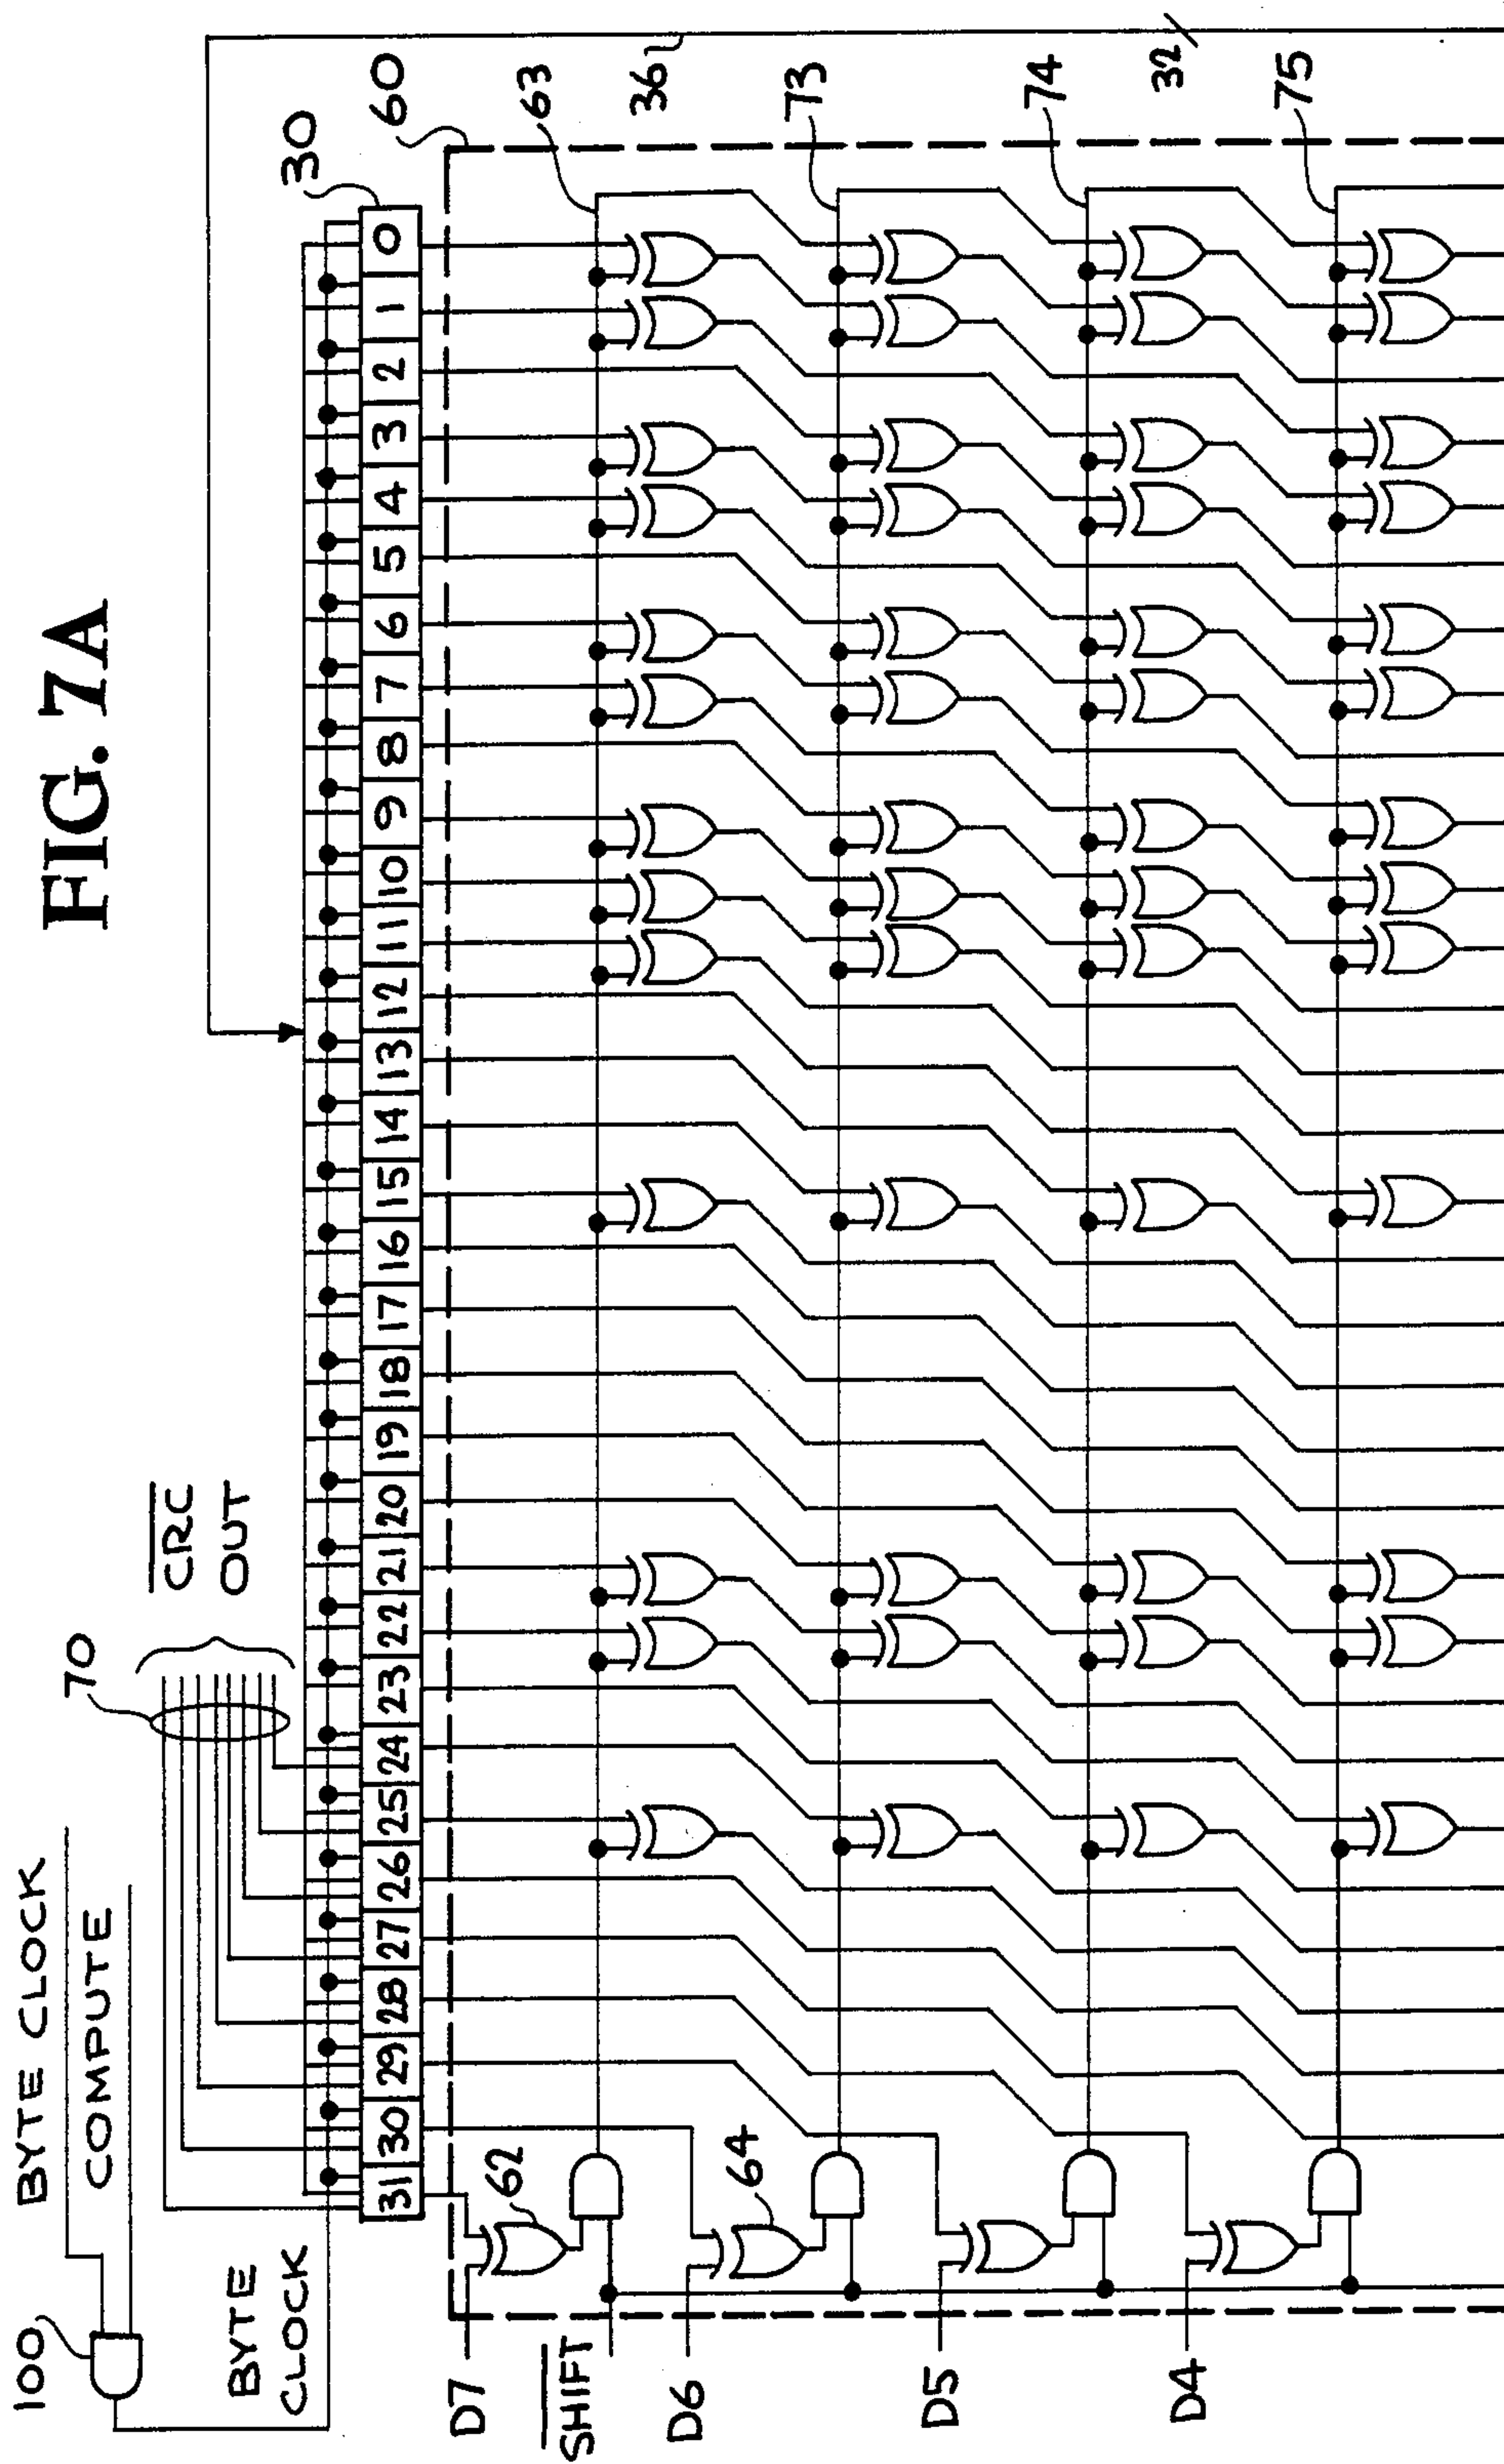 FIG. 7A
100
BYTE CLOCK
COMPUTE
70
CRC
OUT
BYTE
CLOCK
30
31 30 29 28 27 26 25 24 23 22 21 20 19 18 17 16 15 14 13 12 11 10 9 8 7 6 5 4 3 2 1 0
60
D7
62
63
SHIFT
36
D6
64
73
D5
74
32
D4
75